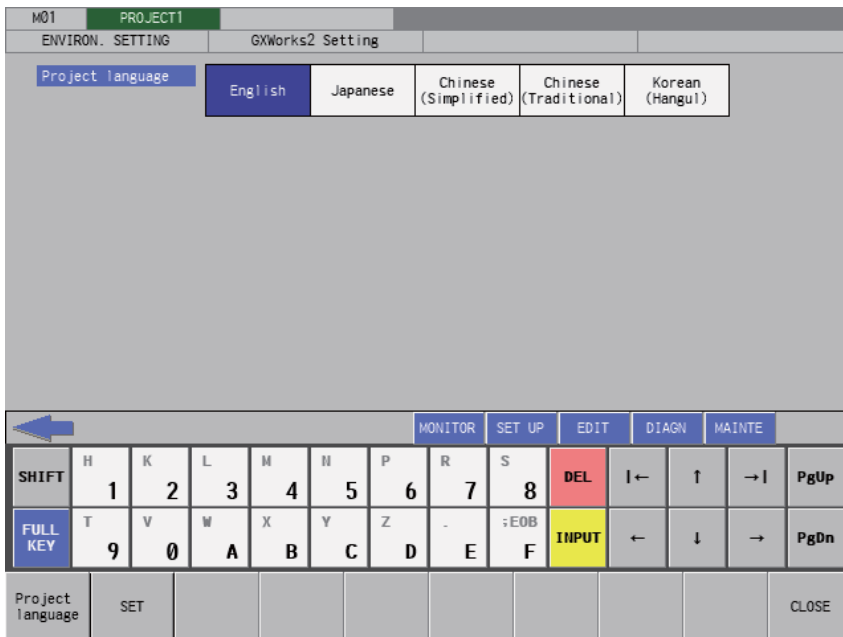 M01 PROJECT1
ENVIRON. SETTING GXWorks2 Setting
Project language English Japanese Chinese (Simplified) Chinese (Traditional) Korean (Hangul)
MONITOR SET UP EDIT DIAGN MAINTE
SHIFT H 1 K 2 L 3 M 4 N 5 P 6 R 7 S 8 DEL |← ↑ →| PgUp
FULL KEY T 9 V 0 W A X B Y C Z D - E ;EOB F INPUT ← ↓ → PgDn
Project language SET CLOSE